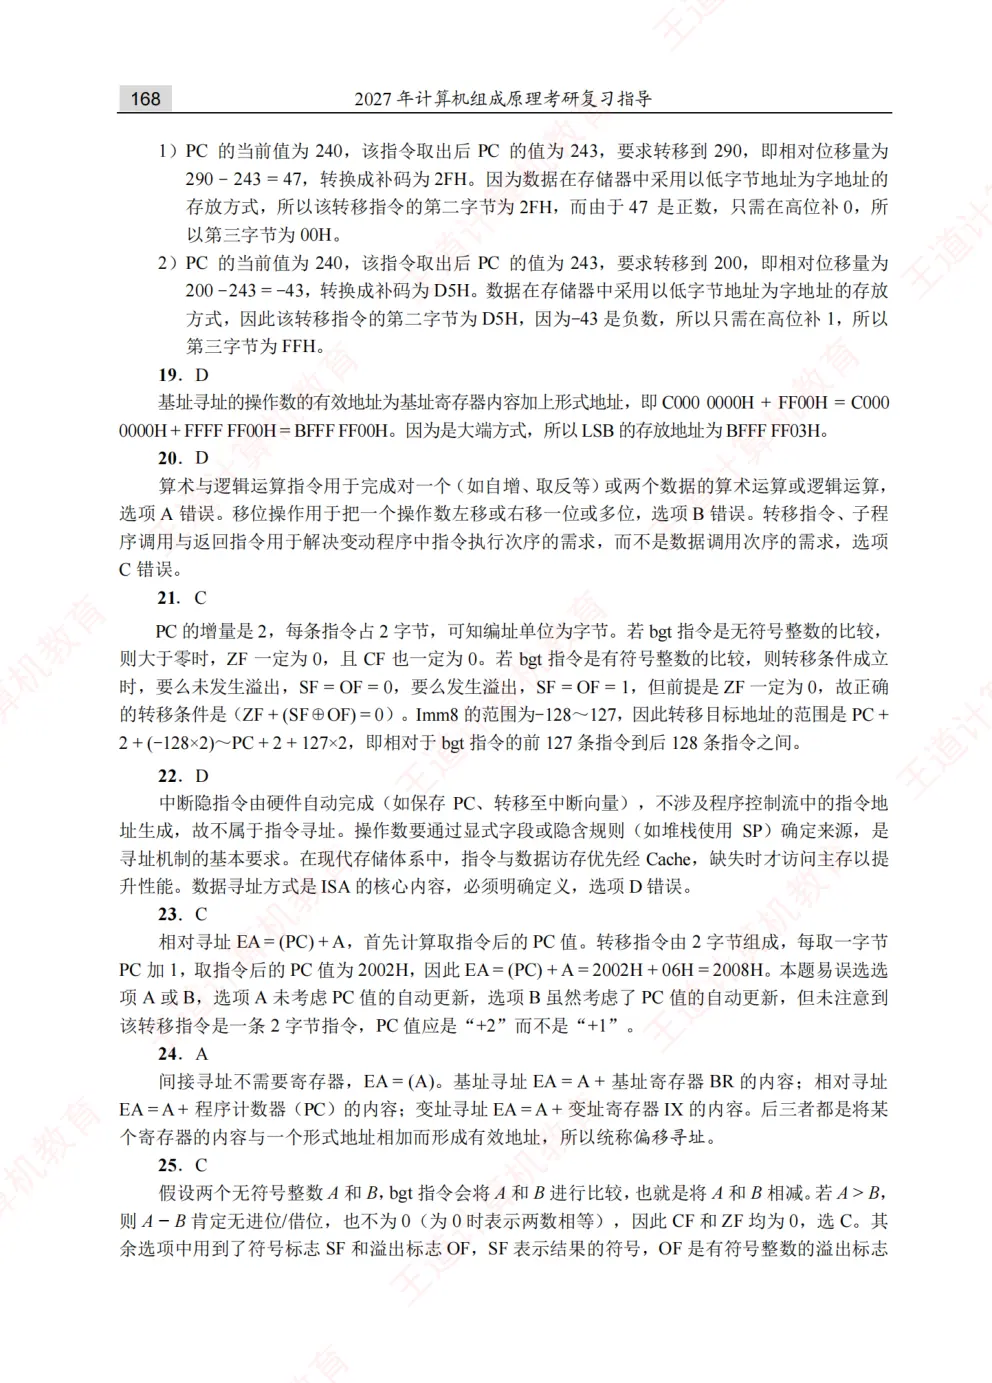 168
2027 年计算机组成原理考研复习指导
1）PC 的当前值为 240，该指令取出后 PC 的值为 243，要求转移到 290，即相对位移量为
290 − 243 = 47，转换成补码为 2FH。因为数据在存储器中采用以低字节地址为字地址的
存放方式，所以该转移指令的第二字节为 2FH，而由于 47 是正数，只需在高位补 0，所
以第三字节为 00H。
2）PC 的当前值为 240，该指令取出后 PC 的值为 243，要求转移到 200，即相对位移量为
200 −243 = −43，转换成补码为 D5H。数据在存储器中采用以低字节地址为字地址的存放
方式，因此该转移指令的第二字节为 D5H，因为−43 是负数，所以只需在高位补 1，所以
第三字节为 FFH。
19．D
基址寻址的操作数的有效地址为基址寄存器内容加上形式地址，即 C000 0000H + FF00H = C000
0000H + FFFF FF00H = BFFF FF00H。因为是大端方式，所以 LSB 的存放地址为 BFFF FF03H。
20．D
算术与逻辑运算指令用于完成对一个（如自增、取反等）或两个数据的算术运算或逻辑运算，
选项 A 错误。移位操作用于把一个操作数左移或右移一位或多位，选项 B 错误。转移指令、子程
序调用与返回指令用于解决变动程序中指令执行次序的需求，而不是数据调用次序的需求，选项
C 错误。
21．C
PC 的增量是 2，每条指令占 2 字节，可知编址单位为字节。若 bgt 指令是无符号整数的比较，
则大于零时，ZF 一定为 0，且 CF 也一定为 0。若 bgt 指令是有符号整数的比较，则转移条件成立
时，要么未发生溢出，SF = OF = 0，要么发生溢出，SF = OF = 1，但前提是 ZF 一定为 0，故正确
的转移条件是（ZF + (SF⊕OF) = 0）。Imm8 的范围为−128～127，因此转移目标地址的范围是 PC +
2 + (−128×2)～PC + 2 + 127×2，即相对于 bgt 指令的前 127 条指令到后 128 条指令之间。
22．D
中断隐指令由硬件自动完成（如保存 PC、转移至中断向量），不涉及程序控制流中的指令地
址生成，故不属于指令寻址。操作数要通过显式字段或隐含规则（如堆栈使用 SP）确定来源，是
寻址机制的基本要求。在现代存储体系中，指令与数据访存优先经 Cache，缺失时才访问主存以提
升性能。数据寻址方式是 ISA 的核心内容，必须明确定义，选项 D 错误。
23．C
相对寻址 EA = (PC) + A，首先计算取指令后的 PC 值。转移指令由 2 字节组成，每取一字节
PC 加 1，取指令后的 PC 值为 2002H，因此 EA = (PC) + A = 2002H + 06H = 2008H。本题易误选选
项 A 或 B，选项 A 未考虑 PC 值的自动更新，选项 B 虽然考虑了 PC 值的自动更新，但未注意到
该转移指令是一条 2 字节指令，PC 值应是“+2”而不是“+1”。
24．A
间接寻址不需要寄存器，EA = (A)。基址寻址 EA = A + 基址寄存器 BR 的内容；相对寻址
EA = A + 程序计数器（PC）的内容；变址寻址 EA = A + 变址寄存器 IX 的内容。后三者都是将某
个寄存器的内容与一个形式地址相加而形成有效地址，所以统称偏移寻址。
25．C
假设两个无符号整数 A 和 B，bgt 指令会将 A 和 B 进行比较，也就是将 A 和 B 相减。若 A > B，
则 A − B 肯定无进位/借位，也不为 0（为 0 时表示两数相等），因此 CF 和 ZF 均为 0，选 C。其
余选项中用到了符号标志 SF 和溢出标志 OF，SF 表示结果的符号，OF 是有符号整数的溢出标志